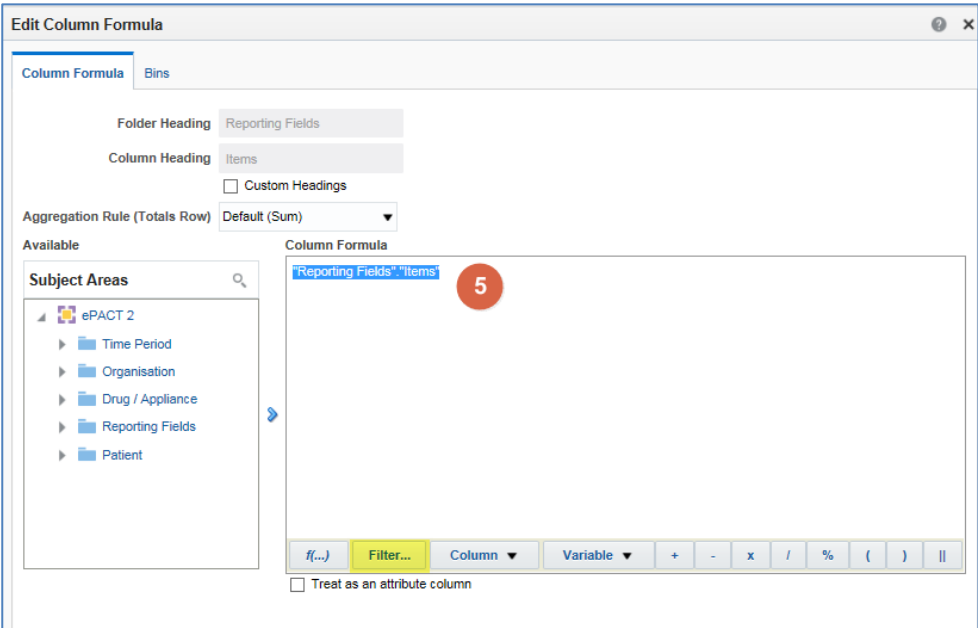 Edit Column Formula
Column Formula
Bins
Folder Heading Reporting Fields
Column Heading Items
Custom Headings
Aggregation Rule (Totals Row) Default (Sum)
Available
Column Formula
Subject Areas
"Reporting Fields"."Items"
5
ePACT 2
Time Period
Organisation
Drug / Appliance
Reporting Fields
Patient
f(...) Filter... Column Variable + - x / % ( ) ||
Treat as an attribute column